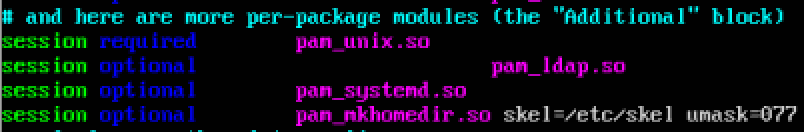 # and here are more per-package modules (the "Additional" block)
session required        pam_unix.so
session optional                        pam_ldap.so
session optional        pam_systemd.so
session optional        pam_mkhomedir.so skel=/etc/skel umask=077